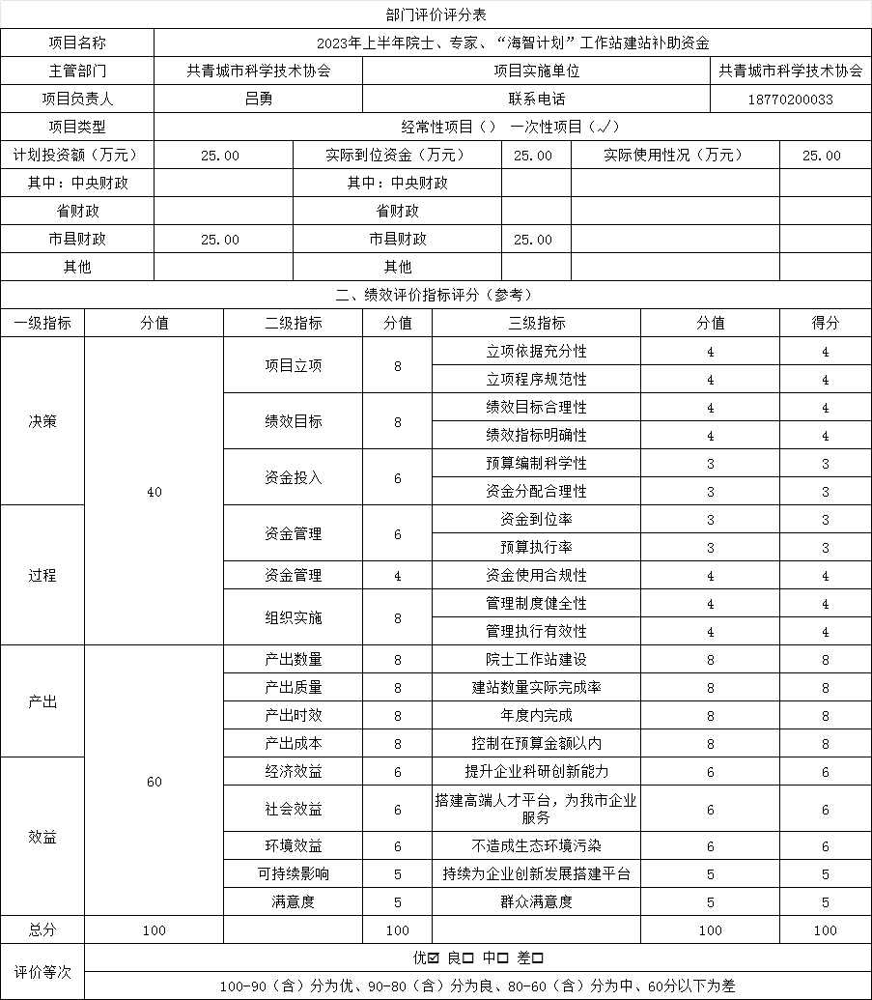 部门评价评分表
项目名称 2023年上半年院士、专家、“海智计划”工作站建站补助资金
主管部门 共青城市科学技术协会 项目实施单位 共青城市科学技术协会
项目负责人 吕勇 联系电话 18770200033
项目类型 经常性项目（） 一次性项目（√）
计划投资额（万元） 25.00 实际到位资金（万元） 25.00 实际使用性况（万元） 25.00
其中：中央财政 其中：中央财政
省财政 省财政
市县财政 25.00 市县财政 25.00
其他 其他
二、绩效评价指标评分（参考）
一级指标 分值 二级指标 分值 三级指标 分值 得分
决策 40 项目立项 8 立项依据充分性 4 4
立项程序规范性 4 4
绩效目标 8 绩效目标合理性 4 4
绩效指标明确性 4 4
资金投入 6 预算编制科学性 3 3
资金分配合理性 3 3
过程 资金管理 6 资金到位率 3 3
预算执行率 3 3
资金管理 4 资金使用合规性 4 4
组织实施 8 管理制度健全性 4 4
管理执行有效性 4 4
产出 60 产出数量 8 院士工作站建设 8 8
产出质量 8 建站数量实际完成率 8 8
产出时效 8 年度内完成 8 8
产出成本 8 控制在预算金额以内 8 8
效益 经济效益 6 提升企业科研创新能力 6 6
社会效益 6 搭建高端人才平台，为我市企业
服务 6 6
环境效益 6 不造成生态环境污染 6 6
可持续影响 5 持续为企业创新发展搭建平台 5 5
满意度 5 群众满意度 5 5
总分 100 100 100 100
评价等次 优☑ 良☐ 中☐ 差☐
100-90（含）分为优、90-80（含）分为良、80-60（含）分为中、60分以下为差